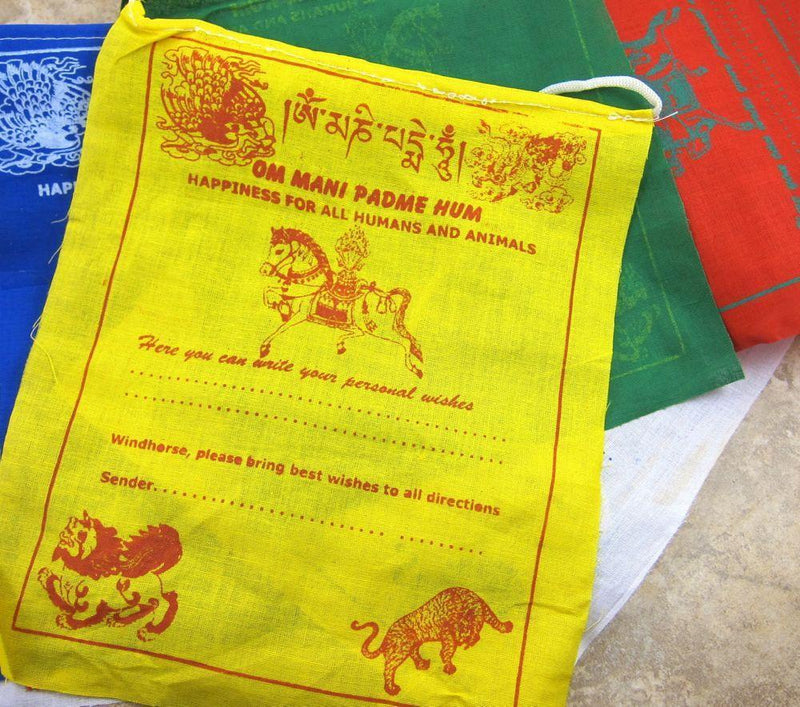 ༄ཨོཾ་མ་ཎི་པདྨེ་ཧཱུྃ།
OM MANI PADME HUM
HAPPINESS FOR ALL HUMANS AND ANIMALS
Here you can write your personal wishes
Windhorse, please bring best wishes to all directions
Sender
HAP